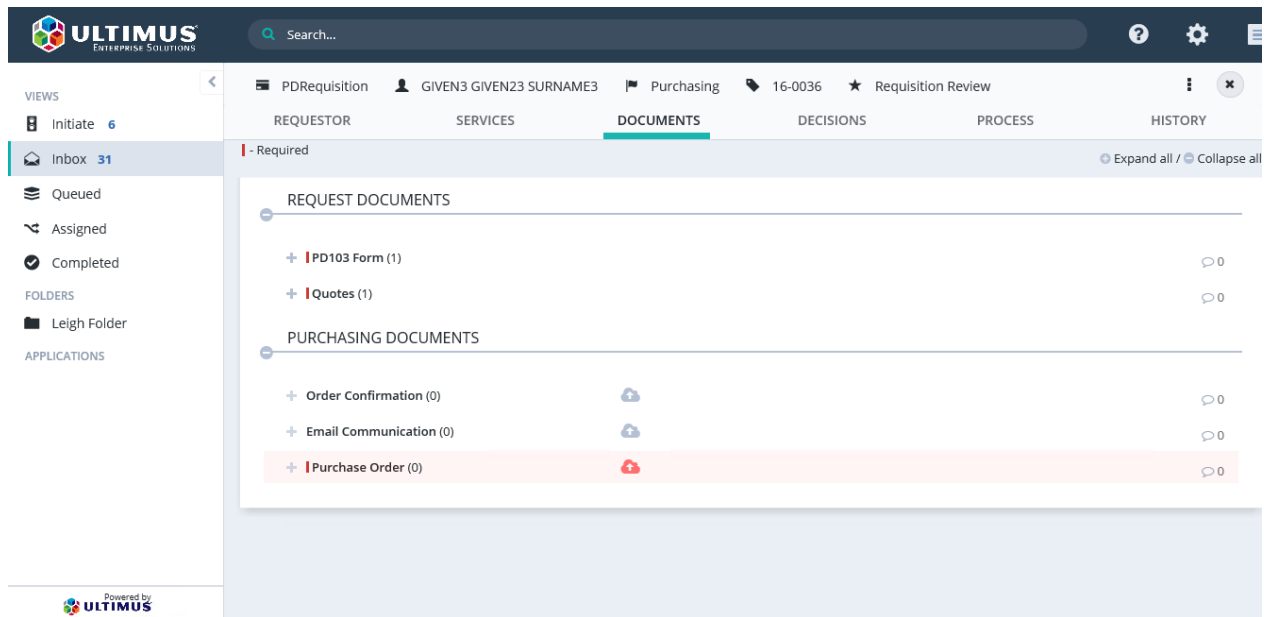 ULTIMUS
ENTERPRISE SOLUTIONS
Search...
VIEWS
Initiate 6
Inbox 31
Queued
Assigned
Completed
FOLDERS
Leigh Folder
APPLICATIONS
Powered by
ULTIMUS
PDRequisition GIVEN3 GIVEN23 SURNAME3 Purchasing 16-0036 Requisition Review
REQUESTOR SERVICES DOCUMENTS DECISIONS PROCESS HISTORY
- Required
Expand all / Collapse all
REQUEST DOCUMENTS
PD103 Form (1) 0
Quotes (1) 0
PURCHASING DOCUMENTS
Order Confirmation (0) 0
Email Communication (0) 0
Purchase Order (0) 0